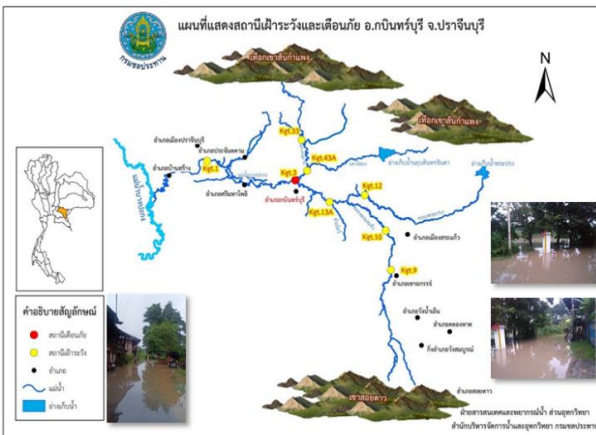 แผนที่แสดงสถานีเฝ้าระวังและเตือนภัย อ.กบินทร์บุรี จ.ปราจีนบุรี
กรมชลประทาน
เทือกเขาสันกำแพง
เทือกเขาสันกำแพง
N
Kgt.33
อำเภอเมืองปราจีนบุรี
อำเภอประจันตคาม
Kgt.43A
อำเภอบ้านสร้าง
Kgt.1
Kgt.3
อำเภอศรีมหาโพธิ
อำเภอกบินทร์บุรี
Kgt.12
Kgt.13A
Kgt.10
อำเภอเมืองสระแก้ว
Kgt.9
อำเภอเขาฉกรรจ์
อำเภอวังน้ำเย็น
อำเภอคลองหาด
กิ่งอำเภอวังสมบูรณ์
คำอธิบายสัญลักษณ์
สถานีเตือนภัย
สถานีเฝ้าระวัง
อำเภอ
แม่น้ำ
อ่างเก็บน้ำ
เขาสอยดาว
อำเภอสอยดาว
ฝ่ายสารสนเทศและพยากรณ์น้ำ ส่วนอุทกวิทยา
สำนักบริหารจัดการน้ำและอุทกวิทยา กรมชลประทาน